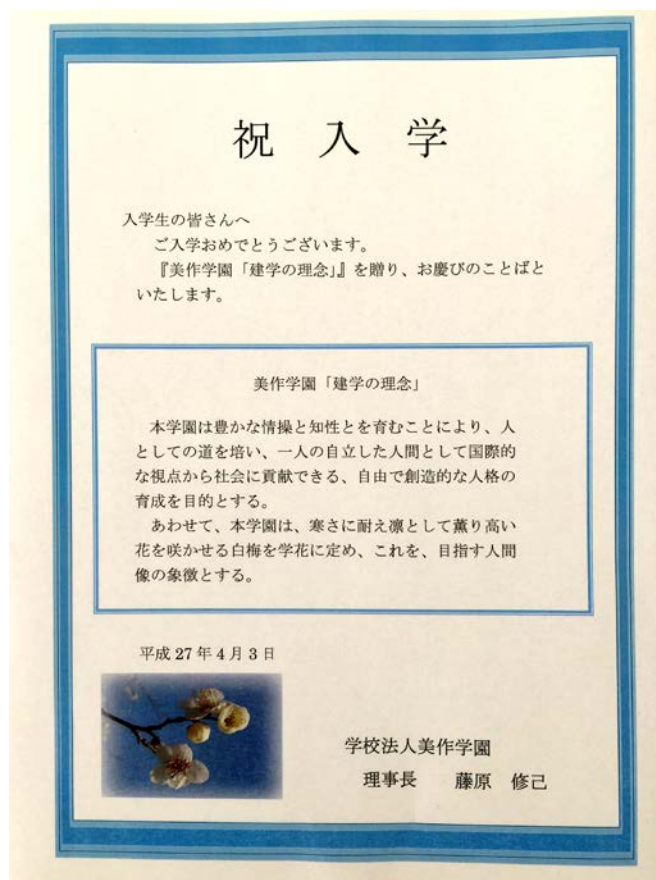 祝 入 学
入学生の皆さんへ
ご入学おめでとうございます。
『美作学園「建学の理念」』を贈り、お慶びのことばと
いたします。
美作学園「建学の理念」
本学園は豊かな情操と知性とを育むことにより、人
としての道を培い、一人の自立した人間として国際的
な視点から社会に貢献できる、自由で創造的な人格の
育成を目的とする。
あわせて、本学園は、寒さに耐え凛として薫り高い
花を咲かせる白梅を学花に定め、これを、目指す人間
像の象徴とする。
平成 27 年 4 月 3 日
学校法人美作学園
理事長 藤原 修己